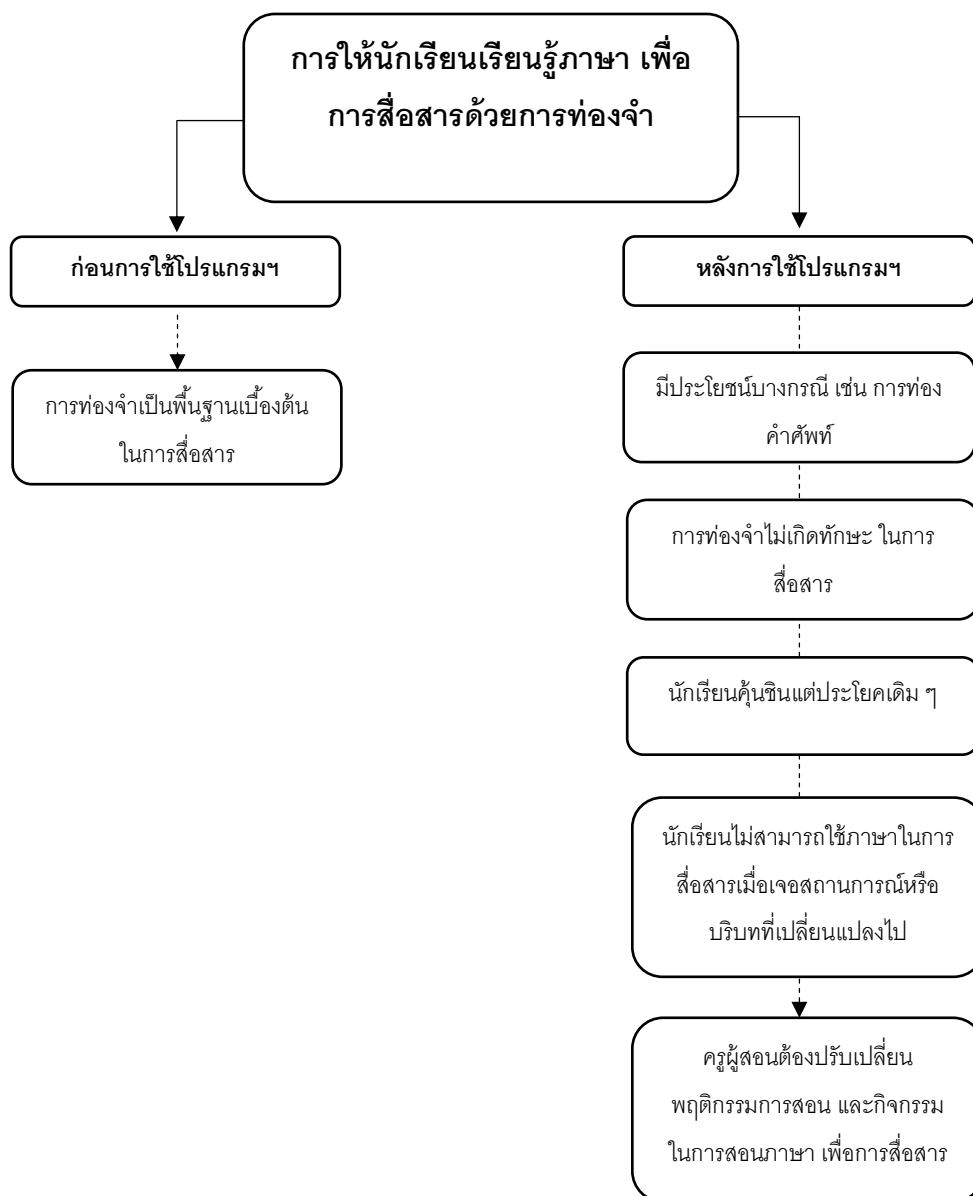 การให้นักเรียนเรียนรู้ภาษา เพื่อ
การสื่อสารด้วยการท่องจำ
ก่อนการใช้โปรแกรมฯ
การท่องจำเป็นพื้นฐานเบื้องต้น
ในการสื่อสาร
หลังการใช้โปรแกรมฯ
มีประโยชน์บางกรณี เช่น การท่อง
คำศัพท์
การท่องจำไม่เกิดทักษะ ในการ
สื่อสาร
นักเรียนคุ้นชินแต่ประโยคเดิม ๆ
นักเรียนไม่สามารถใช้ภาษาในการ
สื่อสารเมื่อเจอสถานการณ์หรือ
บริบทที่เปลี่ยนแปลงไป
ครูผู้สอนต้องปรับเปลี่ยน
พฤติกรรมการสอน และกิจกรรม
ในการสอนภาษา เพื่อการสื่อสาร